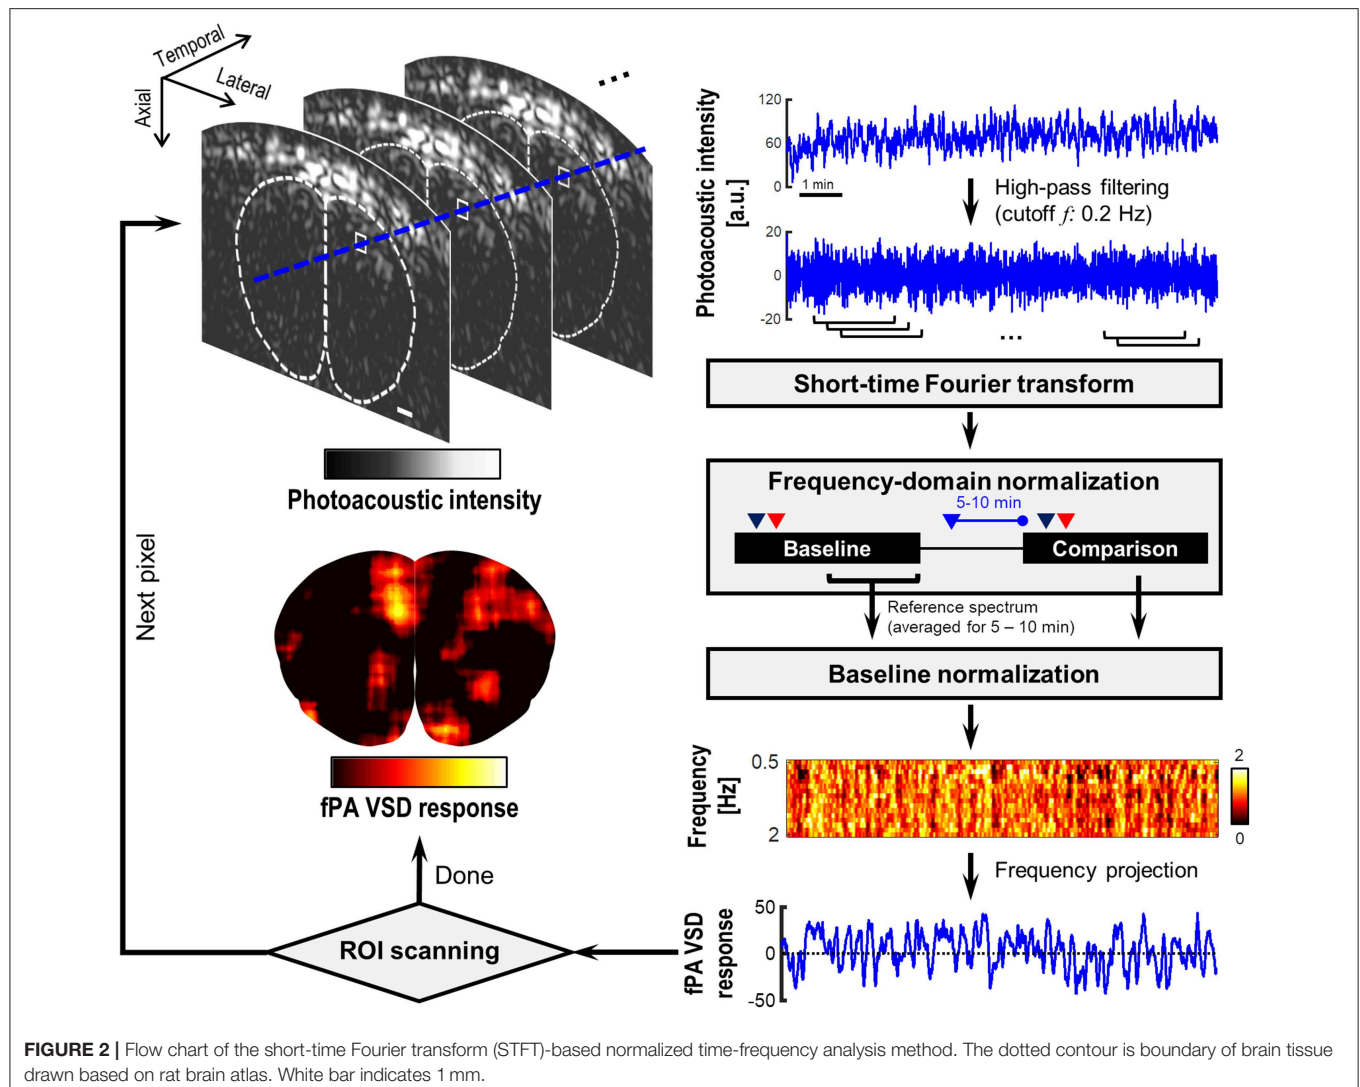 Temporal
Lateral
Axial
...
Photoacoustic intensity
Photoacoustic intensity
[a.u.]
120
60
0
1 min
High-pass filtering
(cutoff f: 0.2 Hz)
20
0
-20
...
Short-time Fourier transform
Frequency-domain normalization
5-10 min
Baseline
Comparison
Reference spectrum
(averaged for 5 – 10 min)
Baseline normalization
Frequency
[Hz]
0.5
2
2
0
Frequency projection
fPA VSD
response
50
0
-50
ROI scanning
Done
fPA VSD response
Next pixel
FIGURE 2 | Flow chart of the short-time Fourier transform (STFT)-based normalized time-frequency analysis method. The dotted contour is boundary of brain tissue
drawn based on rat brain atlas. White bar indicates 1 mm.